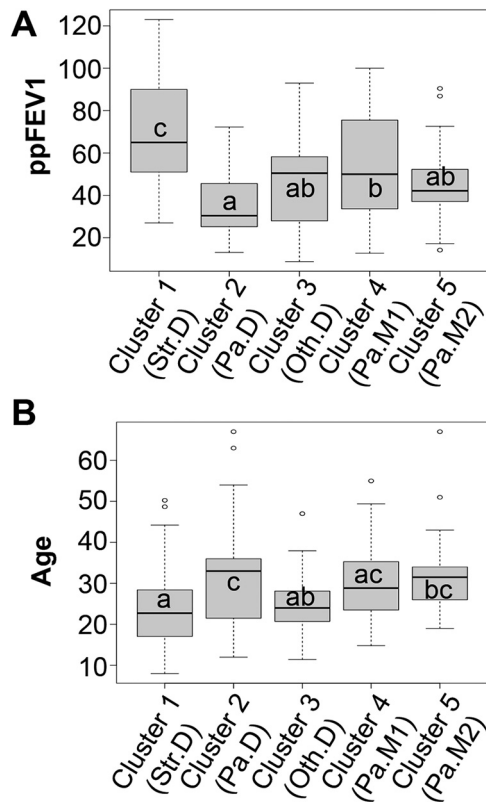 A
ppFEV1
120
100
80
60
40
20
c
a
ab
b
ab
Cluster 1
(Str.D)
Cluster 2
(Pa.D)
Cluster 3
(Oth.D)
Cluster 4
(Pa.M1)
Cluster 5
(Pa.M2)
B
Age
60
50
40
30
20
10
a
c
ab
ac
bc
Cluster 1
(Str.D)
Cluster 2
(Pa.D)
Cluster 3
(Oth.D)
Cluster 4
(Pa.M1)
Cluster 5
(Pa.M2)